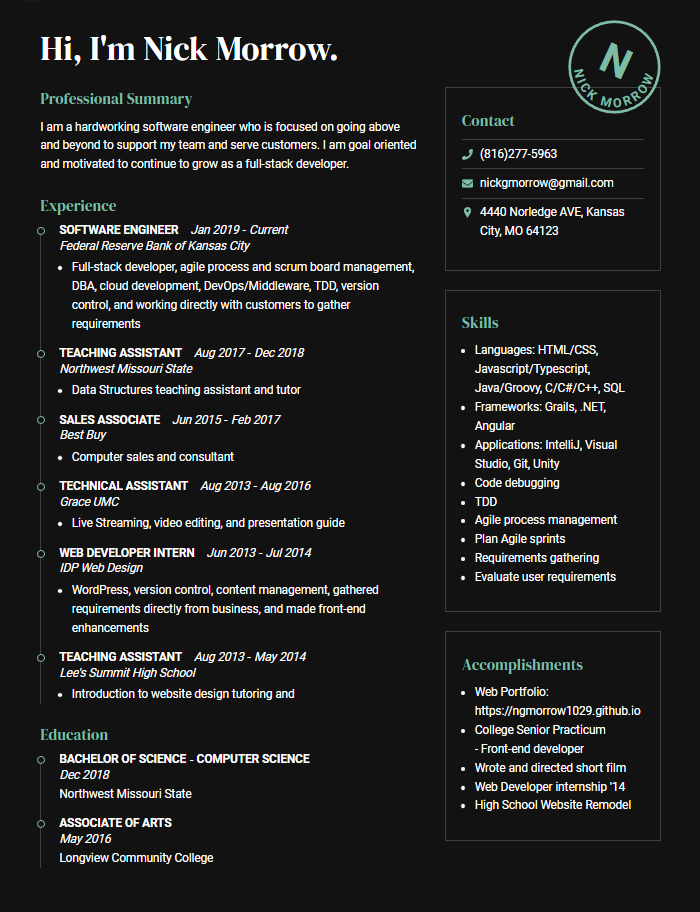 Hi, I'm Nick Morrow.
N
NICK MORROW
Professional Summary
I am a hardworking software engineer who is focused on going above
and beyond to support my team and serve customers. I am goal oriented
and motivated to continue to grow as a full-stack developer.
Experience
SOFTWARE ENGINEER Jan 2019 - Current
Federal Reserve Bank of Kansas City
• Full-stack developer, agile process and scrum board management,
DBA, cloud development, DevOps/Middleware, TDD, version
control, and working directly with customers to gather
requirements
TEACHING ASSISTANT Aug 2017 - Dec 2018
Northwest Missouri State
• Data Structures teaching assistant and tutor
SALES ASSOCIATE Jun 2015 - Feb 2017
Best Buy
• Computer sales and consultant
TECHNICAL ASSISTANT Aug 2013 - Aug 2016
Grace UMC
• Live Streaming, video editing, and presentation guide
WEB DEVELOPER INTERN Jun 2013 - Jul 2014
IDP Web Design
• WordPress, version control, content management, gathered
requirements directly from business, and made front-end
enhancements
TEACHING ASSISTANT Aug 2013 - May 2014
Lee's Summit High School
• Introduction to website design tutoring and
Education
BACHELOR OF SCIENCE - COMPUTER SCIENCE
Dec 2018
Northwest Missouri State
ASSOCIATE OF ARTS
May 2016
Longview Community College
Contact
(816)277-5963
nickgmorrow@gmail.com
4440 Norledge AVE, Kansas
City, MO 64123
Skills
• Languages: HTML/CSS,
Javascript/Typescript,
Java/Groovy, C/C#/C++, SQL
• Frameworks: Grails, .NET,
Angular
• Applications: IntelliJ, Visual
Studio, Git, Unity
• Code debugging
• TDD
• Agile process management
• Plan Agile sprints
• Requirements gathering
• Evaluate user requirements
Accomplishments
• Web Portfolio:
https://ngmorrow1029.github.io
• College Senior Practicum
- Front-end developer
• Wrote and directed short film
• Web Developer internship '14
• High School Website Remodel